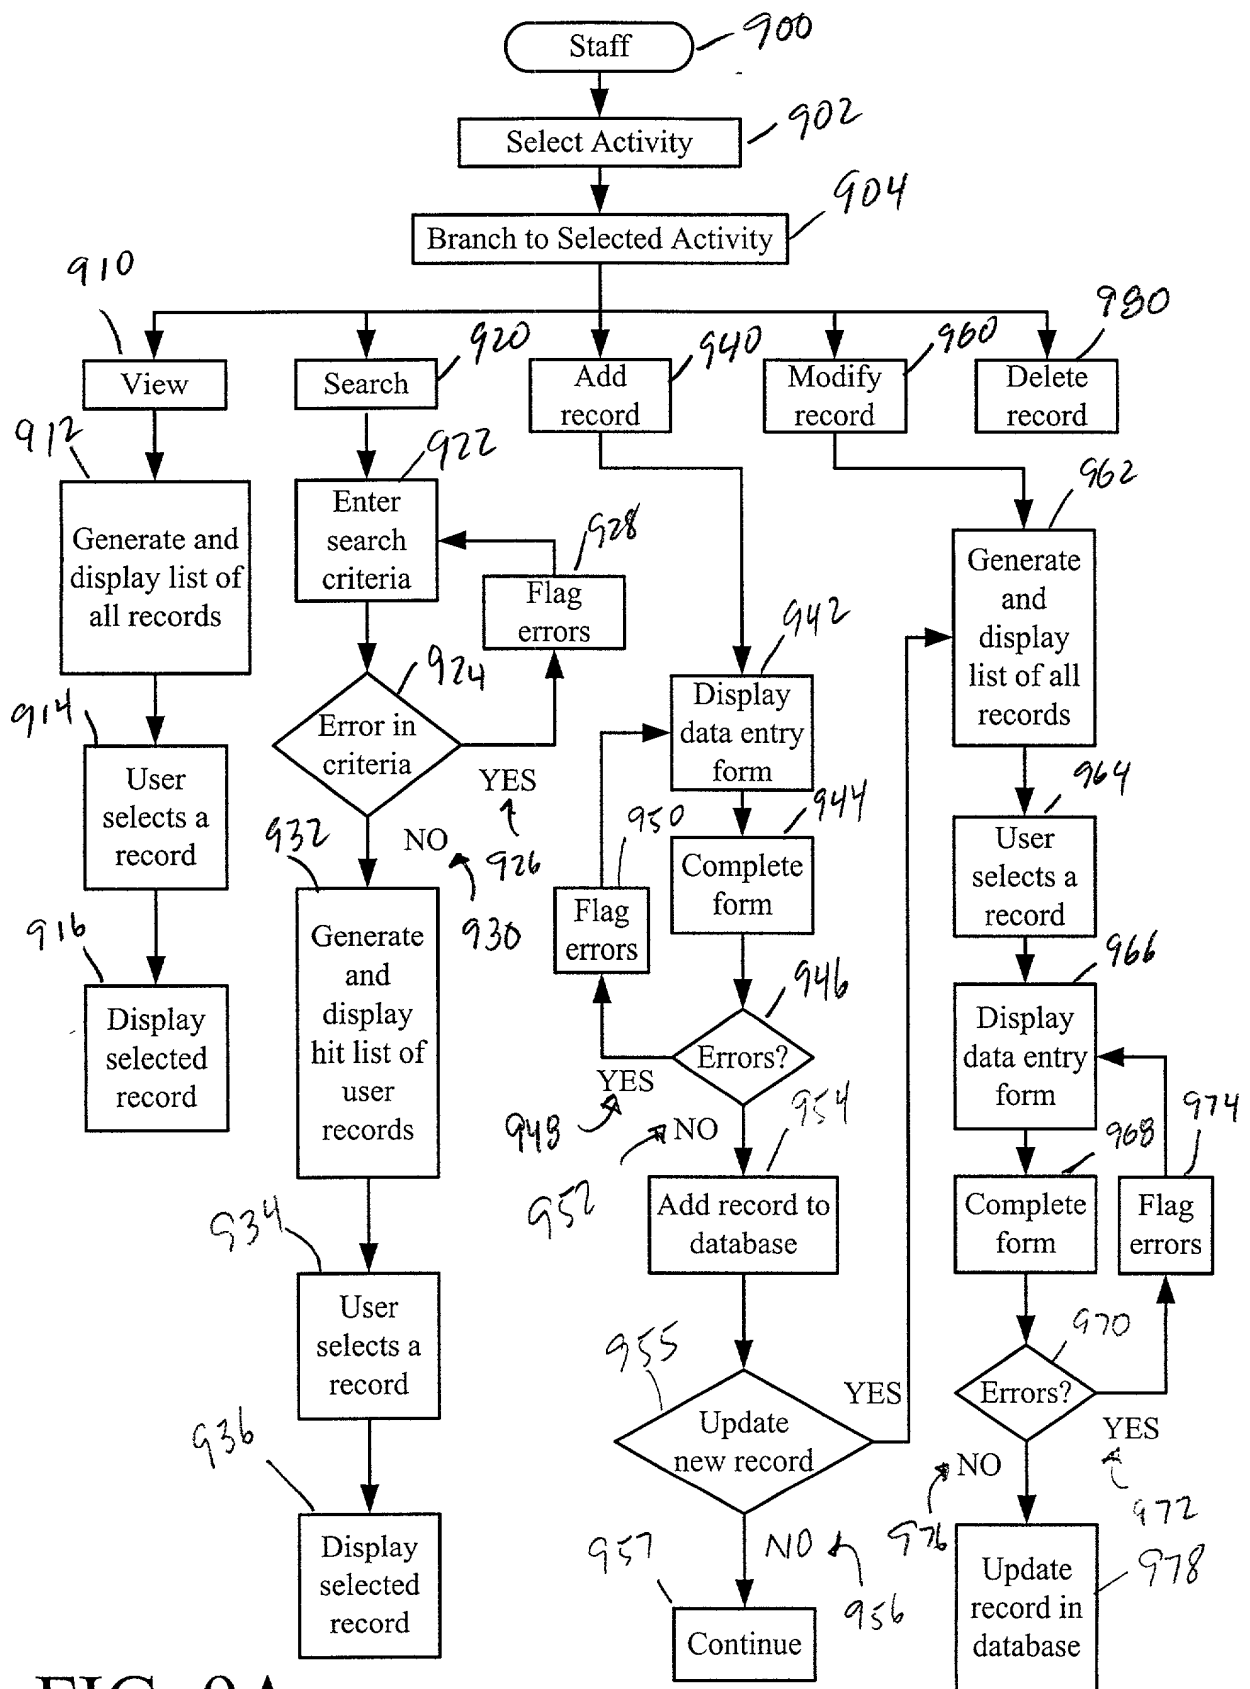 Staff
900
Select Activity
902
Branch to Selected Activity
904
910
View
920
Search
940
Add
record
960
Modify
record
980
Delete
record
912
Generate and
display list of
all records
914
User
selects a
record
916
Display
selected
record
922
Enter
search
criteria
928
Flag
errors
924
Error in
criteria
YES
926
NO
930
932
Generate
and
display
hit list of
user
records
934
User
selects a
record
936
Display
selected
record
942
Display
data entry
form
944
Complete
form
950
Flag
errors
946
Errors?
YES
948
NO
952
954
Add record to
database
955
Update
new record
YES
NO
956
957
Continue
962
Generate
and
display
list of all
records
964
User
selects a
record
966
Display
data entry
form
968
Complete
form
974
Flag
errors
970
Errors?
YES
972
NO
976
978
Update
record in
database
FIG. 9A